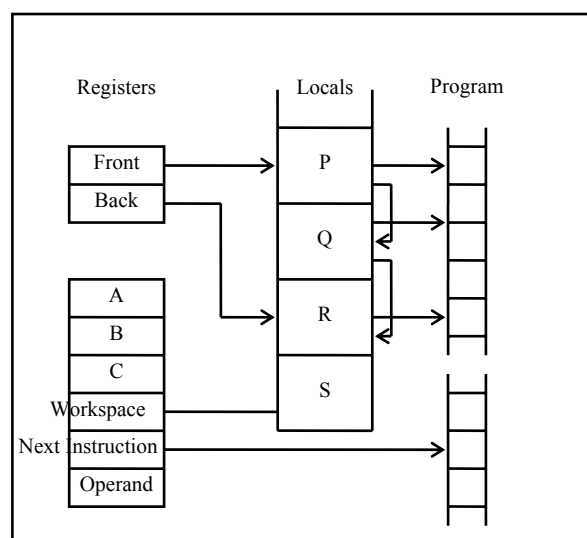 Registers
Locals
Program
Front
Back
P
Q
R
S
A
B
C
Workspace
Next Instruction
Operand